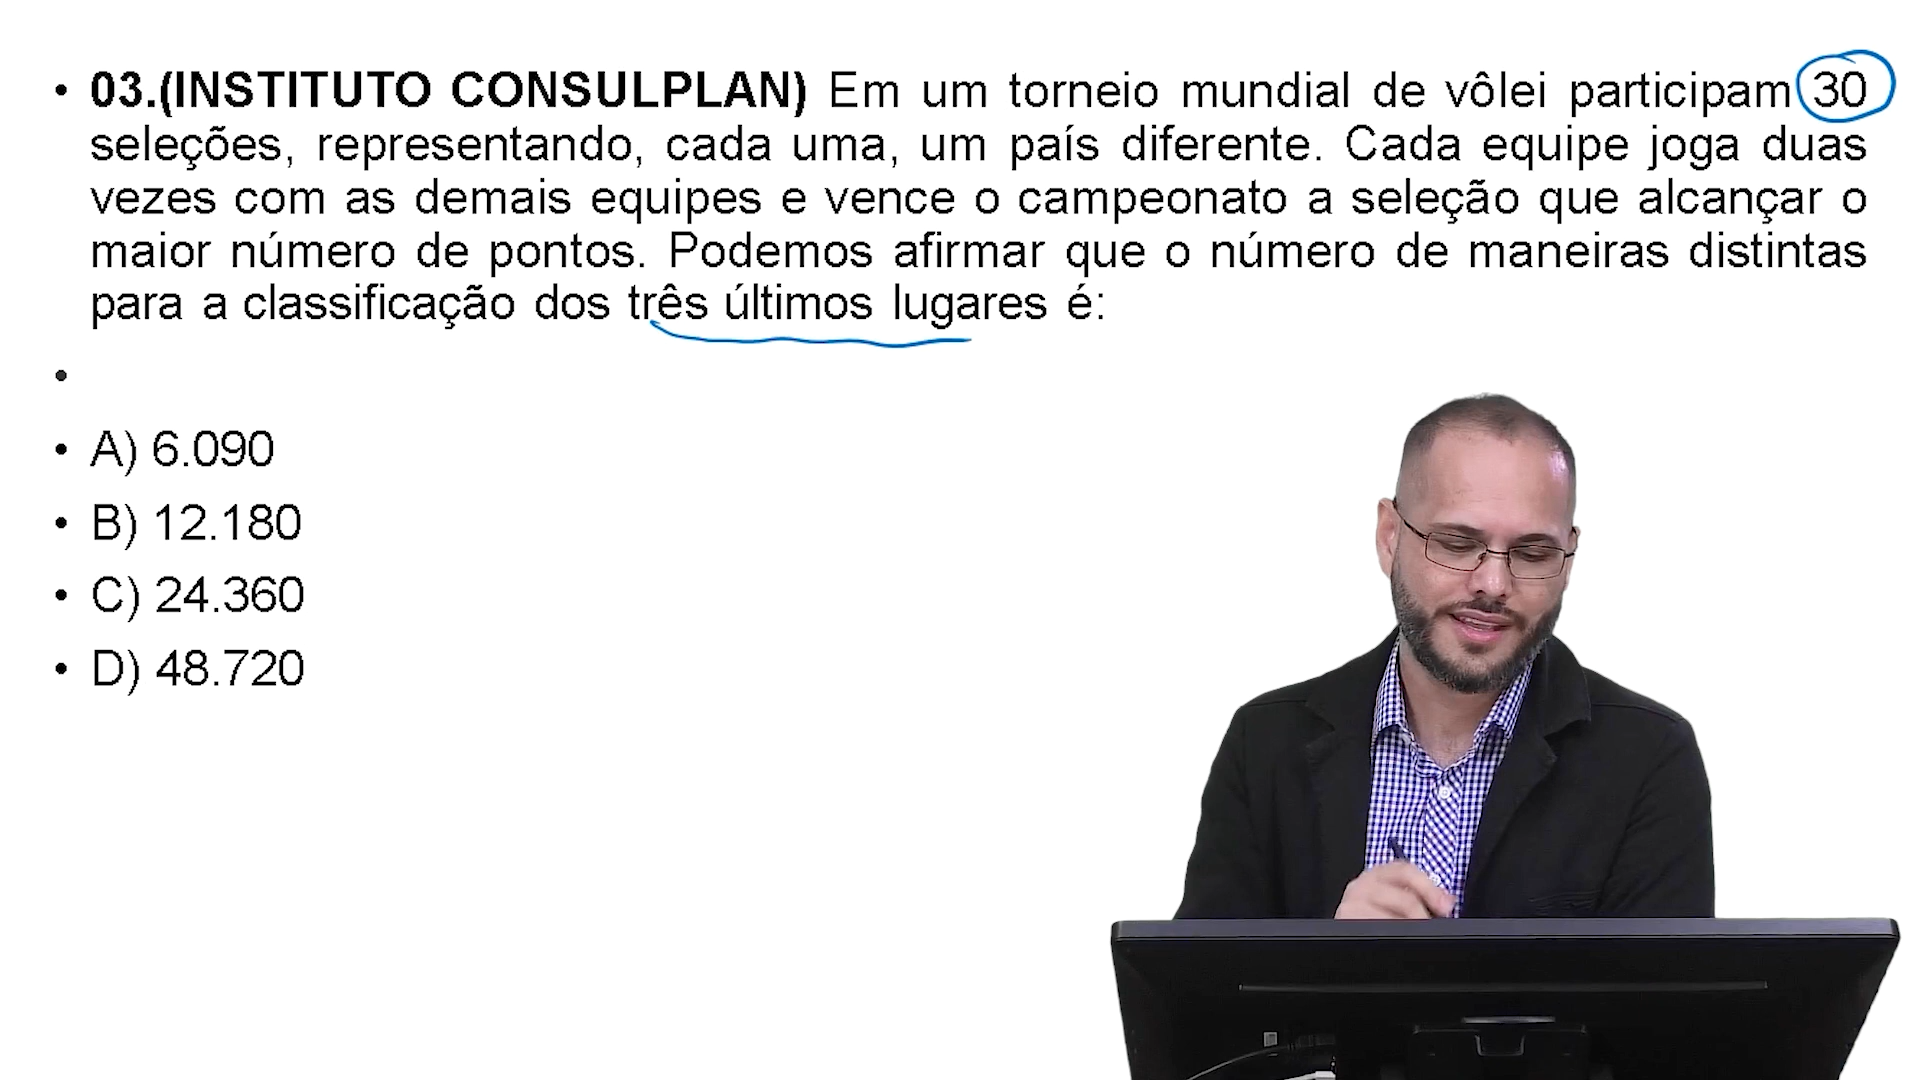 • 03.(INSTITUTO CONSULPLAN) Em um torneio mundial de vôlei participam 30
seleções, representando, cada uma, um país diferente. Cada equipe joga duas
vezes com as demais equipes e vence o campeonato a seleção que alcançar o
maior número de pontos. Podemos afirmar que o número de maneiras distintas
para a classificação dos três últimos lugares é:
•
• A) 6.090
• B) 12.180
• C) 24.360
• D) 48.720